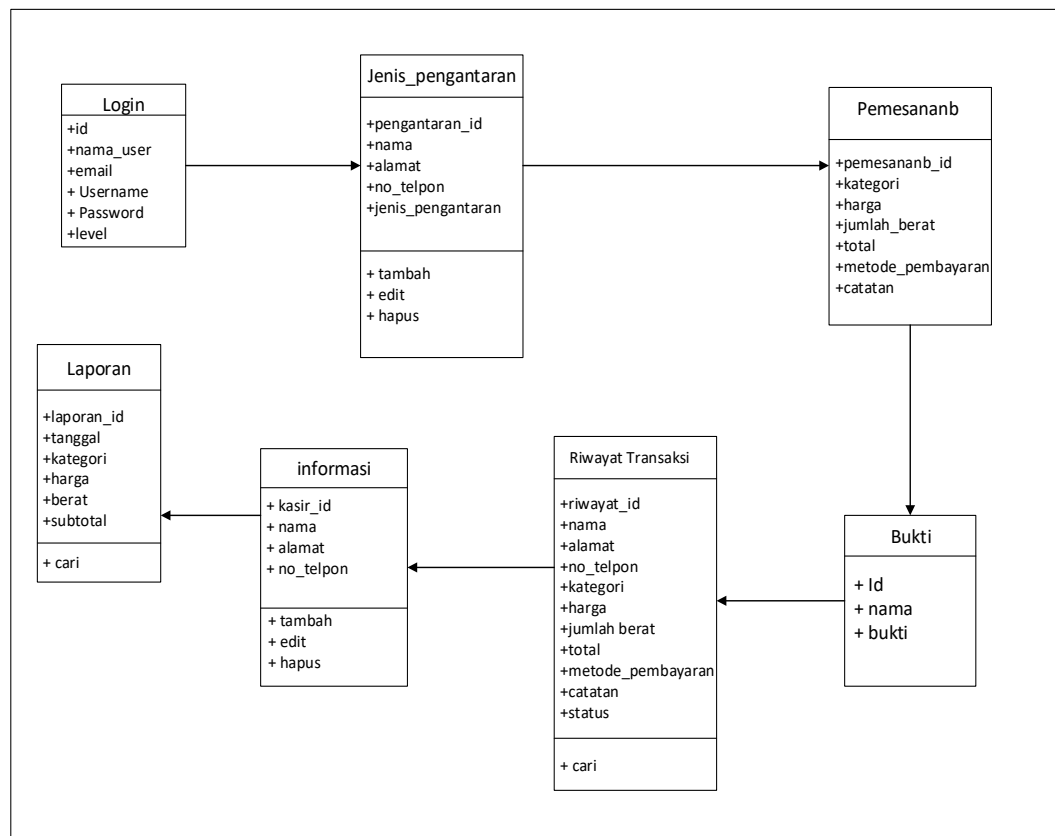 Login
+id
+nama_user
+email
+ Username
+ Password
+level
Jenis_pengantaran
+pengantaran_id
+nama
+alamat
+no_telpon
+jenis_pengantaran
+ tambah
+ edit
+ hapus
Pemesananb
+pemesananb_id
+kategori
+harga
+jumlah_berat
+total
+metode_pembayaran
+catatan
Laporan
+laporan_id
+tanggal
+kategori
+harga
+berat
+subtotal
+ cari
informasi
+ kasir_id
+ nama
+ alamat
+ no_telpon
+ tambah
+ edit
+ hapus
Riwayat Transaksi
+riwayat_id
+nama
+alamat
+no_telpon
+kategori
+harga
+jumlah berat
+total
+metode_pembayaran
+catatan
+status
+ cari
Bukti
+ Id
+ nama
+ bukti